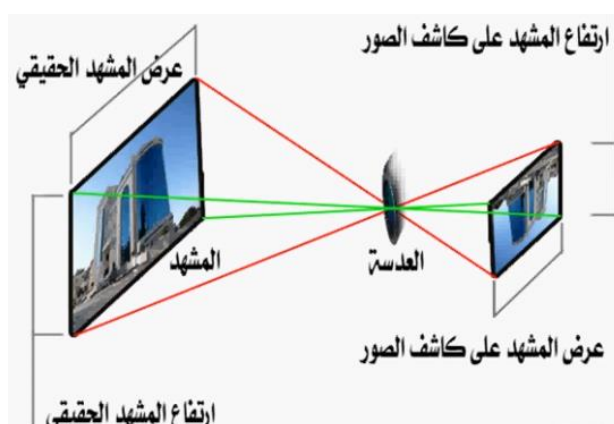 ارتفاع المشهد على كاشف الصور
عرض المشهد الحقيقي
المشهد
العدسة
عرض المشهد على كاشف الصور
ارتفاع المشهد الحقيقي